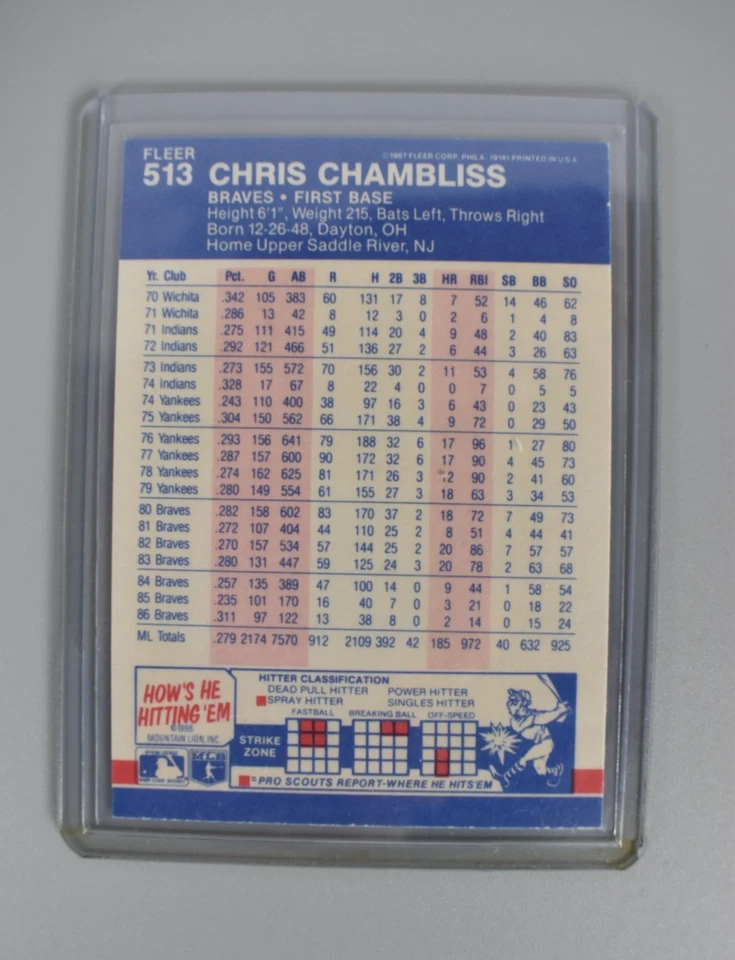 FLEER
513 CHRIS CHAMBLISS
©1987 FLEER CORP., PHILA., 19141-PRINTED IN U.S.A.
BRAVES • FIRST BASE
Height 6'1", Weight 215, Bats Left, Throws Right
Born 12-26-48, Dayton, OH
Home Upper Saddle River, NJ
Yr. Club Pct. G AB R H 2B 3B HR RBI SB BB SO
70 Wichita .342 105 383 60 131 17 8 7 52 14 46 62
71 Wichita .286 13 42 8 12 3 0 2 6 1 4 8
71 Indians .275 111 415 49 114 20 4 9 48 2 40 83
72 Indians .292 121 466 51 136 27 2 6 44 3 26 63
73 Indians .273 155 572 70 156 30 2 11 53 4 58 76
74 Indians .328 17 67 8 22 4 0 0 7 0 5 5
74 Yankees .243 110 400 38 97 16 3 6 43 0 23 43
75 Yankees .304 150 562 66 171 38 4 9 72 0 29 50
76 Yankees .293 156 641 79 188 32 6 17 96 1 27 80
77 Yankees .287 157 600 90 172 32 6 17 90 4 45 73
78 Yankees .274 162 625 81 171 26 3 12 90 2 41 60
79 Yankees .280 149 554 61 155 27 3 18 63 3 34 53
80 Braves .282 158 602 83 170 37 2 18 72 7 49 73
81 Braves .272 107 404 44 110 25 2 8 51 4 44 41
82 Braves .270 157 534 57 144 25 2 20 86 7 57 57
83 Braves .280 131 447 59 125 24 3 20 78 2 63 68
84 Braves .257 135 389 47 100 14 0 9 44 1 58 54
85 Braves .235 101 170 16 40 7 0 3 21 0 18 22
86 Braves .311 97 122 13 38 8 0 2 14 0 15 24
ML Totals .279 2174 7570 912 2109 392 42 185 972 40 632 925
HOW'S HE
HITTING 'EM
©1986
MOUNTAIN LION, INC.
HITTER CLASSIFICATION
DEAD PULL HITTER POWER HITTER
SPRAY HITTER SINGLES HITTER
FASTBALL BREAKING BALL OFF-SPEED
STRIKE
ZONE
=PRO SCOUTS REPORT-WHERE HE HITS'EM